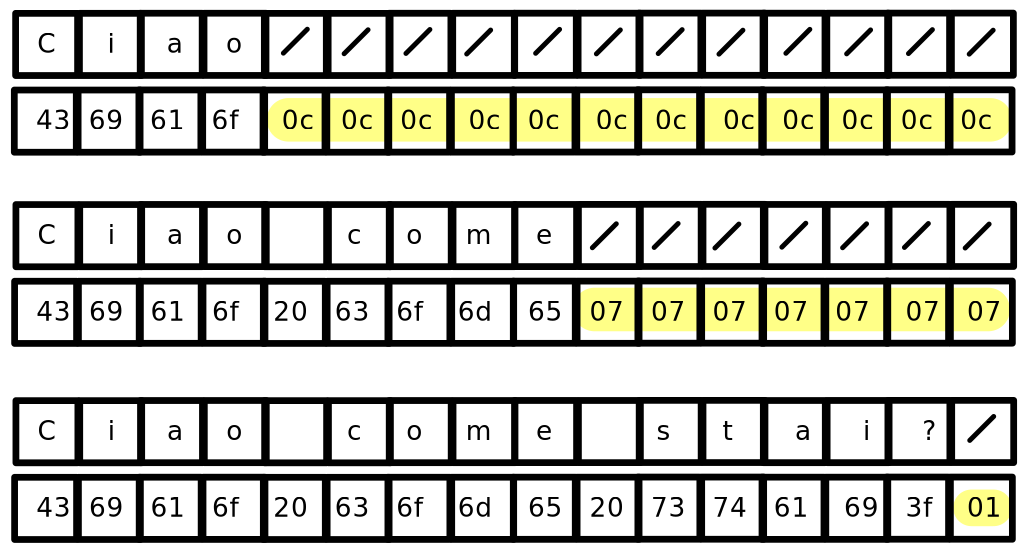 C i a o / / / / / / / / / / / /
43 69 61 6f 0c 0c 0c 0c 0c 0c 0c 0c 0c 0c 0c 0c
C i a o c o m e / / / / / / /
43 69 61 6f 20 63 6f 6d 65 07 07 07 07 07 07 07
C i a o c o m e s t a i ? /
43 69 61 6f 20 63 6f 6d 65 20 73 74 61 69 3f 01